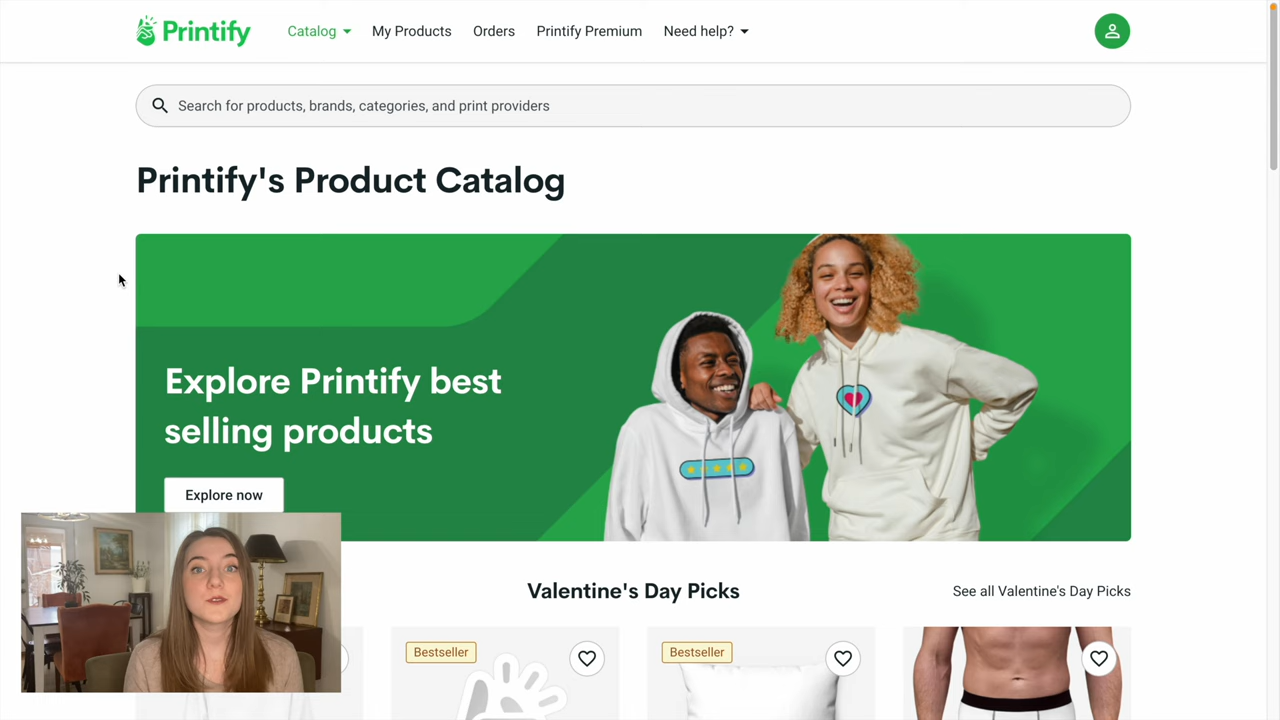 Printify
Catalog
My Products
Orders
Printify Premium
Need help?
Search for products, brands, categories, and print providers
Printify's Product Catalog
Explore Printify best
selling products
Explore now
Valentine's Day Picks
See all Valentine's Day Picks
Bestseller
Bestseller